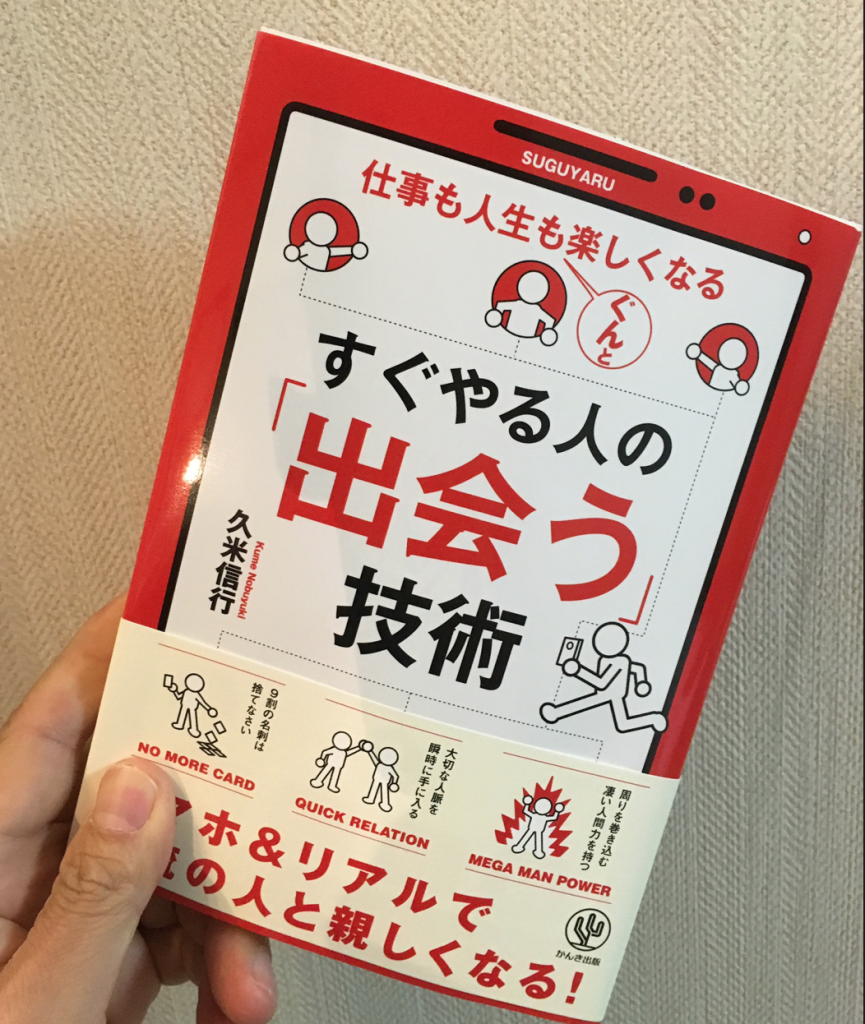 SUGUYARU
仕事も人生も楽しくなる
ぐんと
すぐやる人の
「出会う」
技術
久米信行
Kume Nobuyuki
9割の名刺は
捨てなさい
NO MORE CARD
大切な人脈を
瞬時に手に入る
QUICK RELATION
周りを巻き込む
凄い人間力を持つ
MEGA MAN POWER
マホ&リアルで
の人と親しくなる!
かんき出版